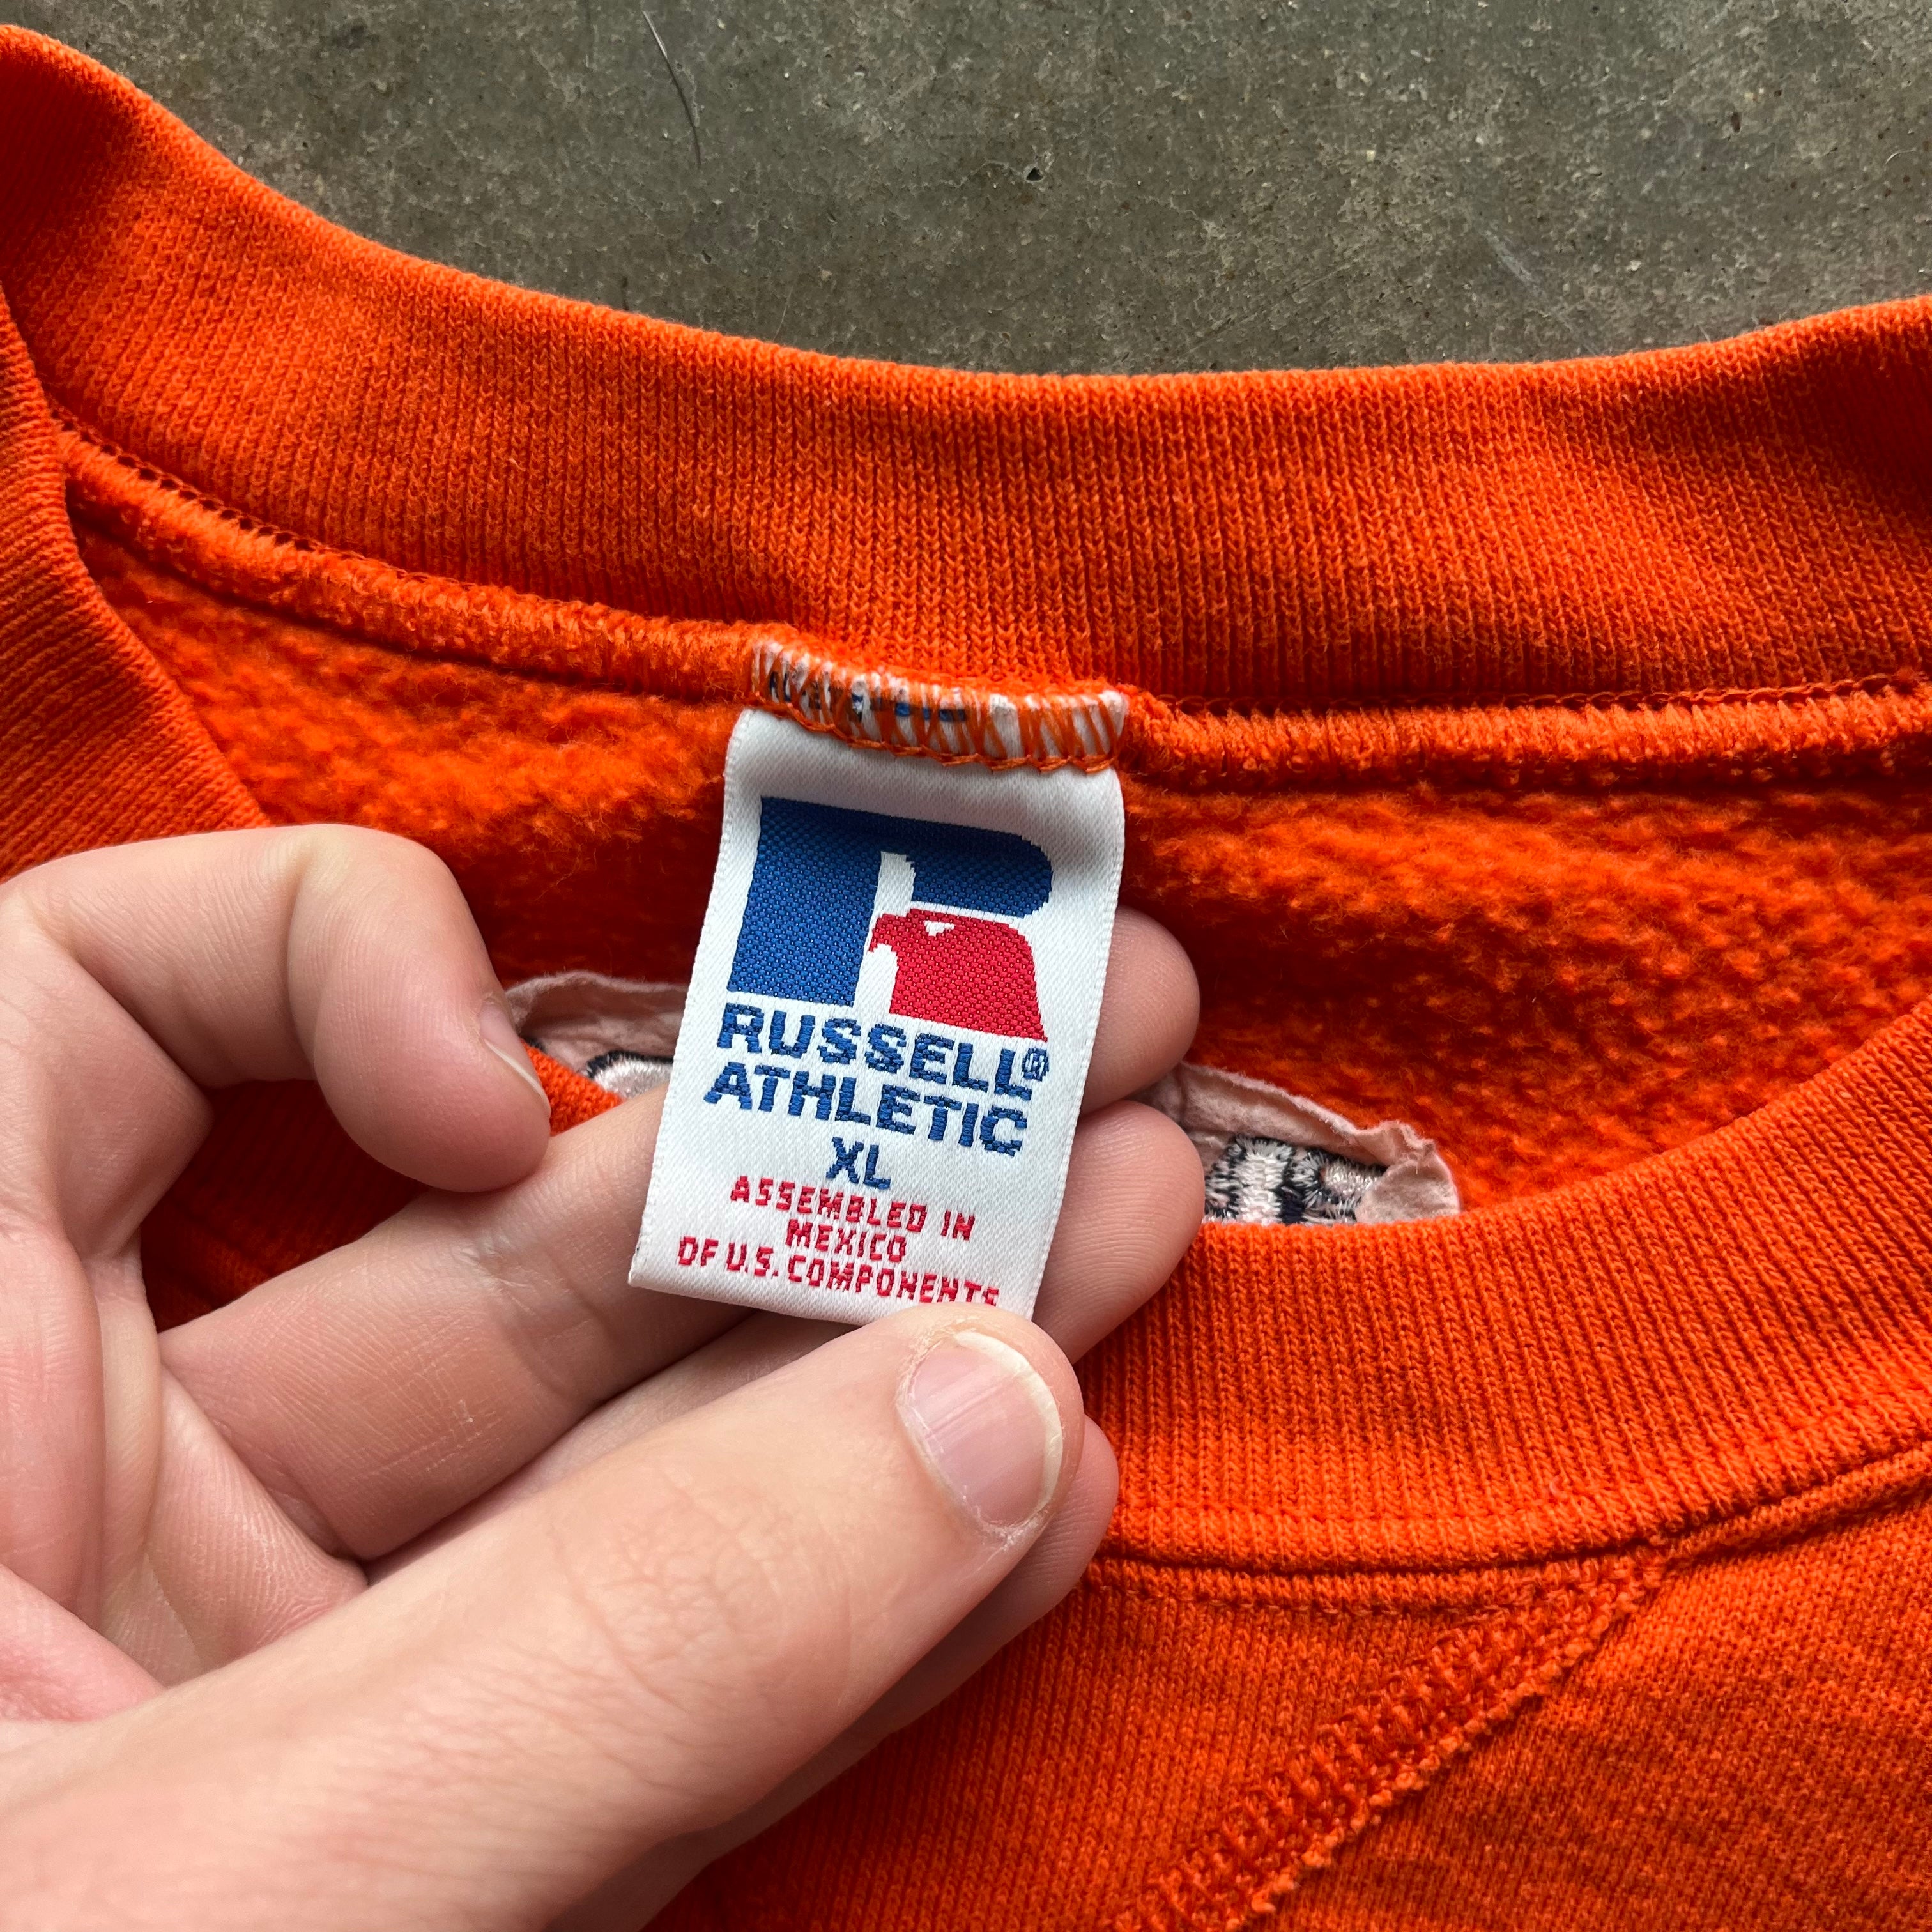 RUSSELL®
ATHLETIC
XL
ASSEMBLED IN
MEXICO
OF U.S. COMPONENTS